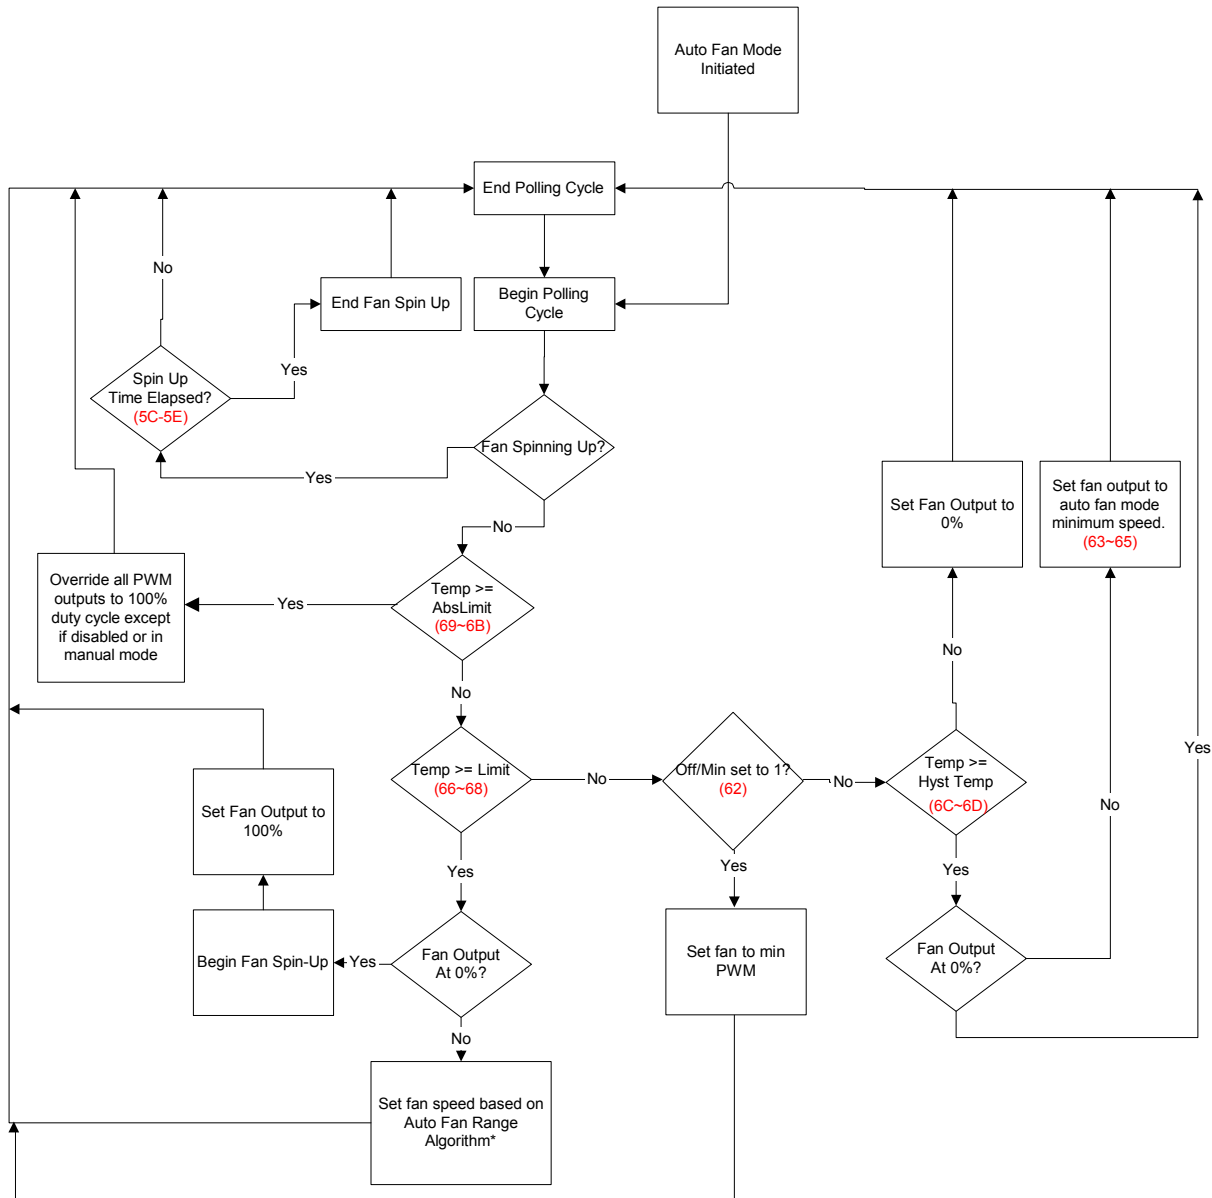 Auto Fan Mode
Initiated
End Polling Cycle
No
End Fan Spin Up
Begin Polling
Cycle
Yes
Spin Up
Time Elapsed?
(5C-5E)
Fan Spinning Up?
Yes
No
Set Fan Output to
0%
Set fan output to
auto fan mode
minimum speed.
(63~65)
Override all PWM
outputs to 100%
duty cycle except
if disabled or in
manual mode
Yes
Temp >=
AbsLimit
(69~6B)
No
No
Yes
Temp >= Limit
(66~68)
No
Off/Min set to 1?
(62)
No
Temp >=
Hyst Temp
(6C~6D)
No
Set Fan Output to
100%
Yes
Yes
Yes
Begin Fan Spin-Up
Yes
Fan Output
At 0%?
Set fan to min
PWM
Fan Output
At 0%?
No
Set fan speed based on
Auto Fan Range
Algorithm*